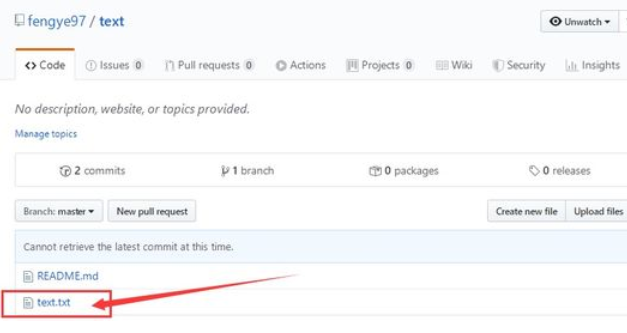 fengye97 / text
Unwatch
Code Issues 0 Pull requests 0 Actions Projects 0 Wiki Security Insights
No description, website, or topics provided.
Manage topics
2 commits 1 branch 0 packages 0 releases
Branch: master New pull request Create new file Upload files
Cannot retrieve the latest commit at this time.
README.md
text.txt